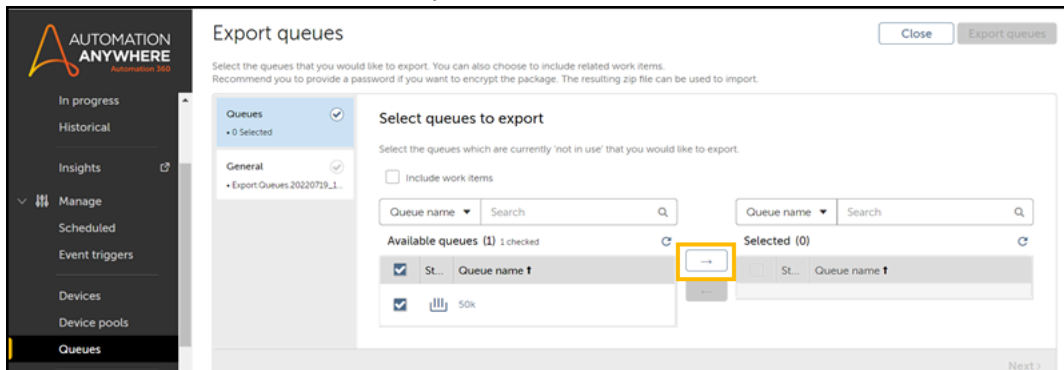 AUTOMATION
ANYWHERE
Automation 360
In progress
Historical
Insights
Manage
Scheduled
Event triggers
Devices
Device pools
Queues
Export queues
Close
Export queues
Select the queues that you would like to export. You can also choose to include related work items.
Recommend you to provide a password if you want to encrypt the package. The resulting zip file can be used to import.
Queues
• 0 Selected
General
• Export.Queues.20220719_1...
Select queues to export
Select the queues which are currently 'not in use' that you would like to export.
Include work items
Queue name ▼ Search
Available queues (1) 1 checked
St... Queue name ↑
50k
→
←
Queue name ▼ Search
Selected (0)
St... Queue name ↑
Next >